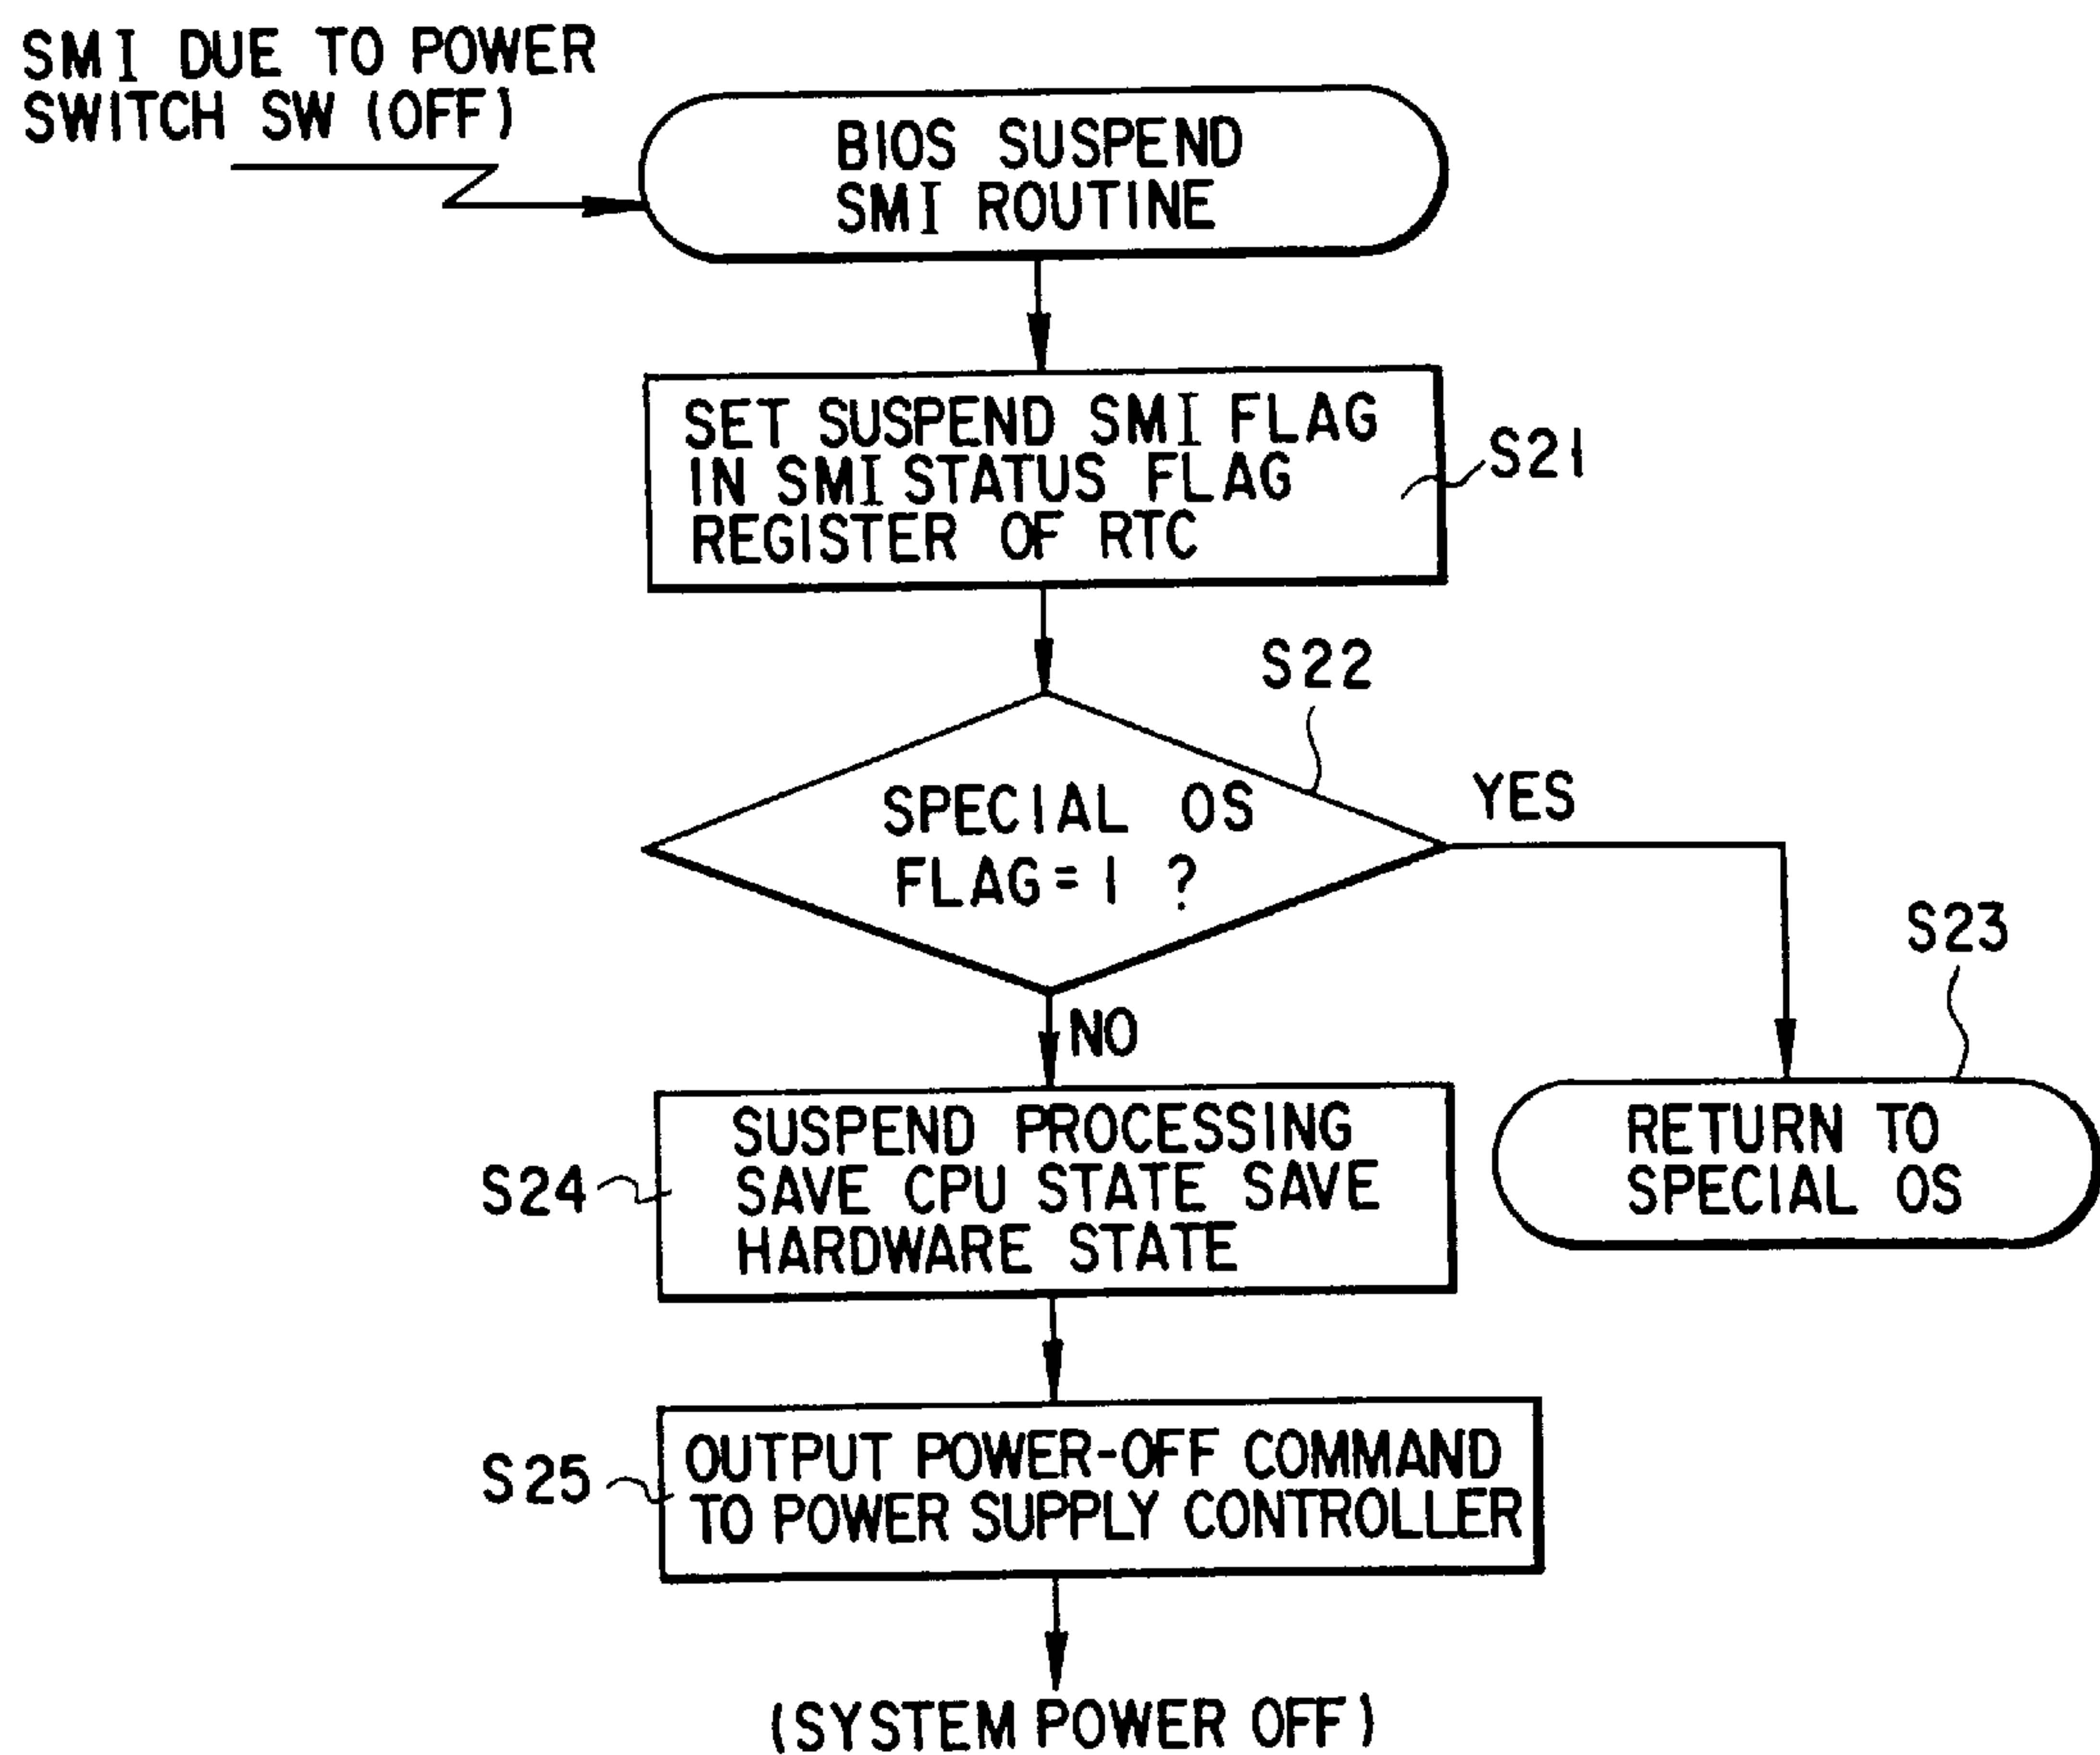 SMI DUE TO POWER
SWITCH SW (OFF)
BIOS SUSPEND
SMI ROUTINE
SET SUSPEND SMI FLAG
IN SMI STATUS FLAG
REGISTER OF RTC
S21
S22
SPECIAL OS
FLAG = 1 ?
YES
S23
NO
RETURN TO
SPECIAL OS
S24
SUSPEND PROCESSING
SAVE CPU STATE SAVE
HARDWARE STATE
S25
OUTPUT POWER-OFF COMMAND
TO POWER SUPPLY CONTROLLER
(SYSTEM POWER OFF)